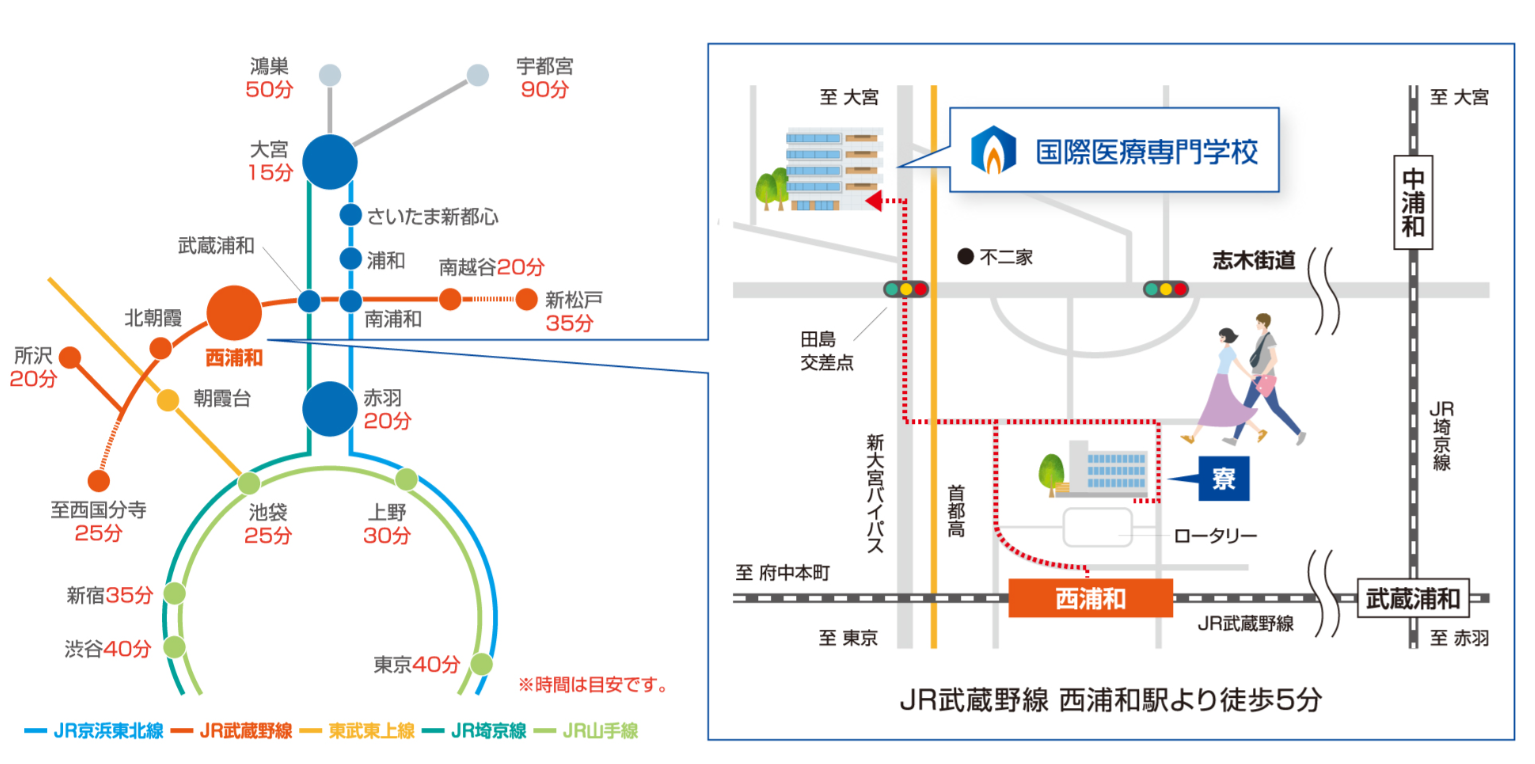 鴻巣
50分
宇都宮
90分
大宮
15分
さいたま新都心
武蔵浦和
浦和
南越谷20分
新松戸
35分
南浦和
北朝霞
西浦和
所沢
20分
朝霞台
赤羽
20分
至西国分寺
25分
池袋
25分
上野
30分
新宿35分
渋谷40分
東京40分
※時間は目安です。
JR京浜東北線
JR武蔵野線
東武東上線
JR埼京線
JR山手線
至 大宮
国際医療専門学校
至 大宮
中浦和
不二家
志木街道
田島
交差点
JR埼京線
新大宮バイパス
首都高
寮
ロータリー
至 府中本町
西浦和
武蔵浦和
JR武蔵野線
至 東京
至 赤羽
JR武蔵野線 西浦和駅より徒歩5分